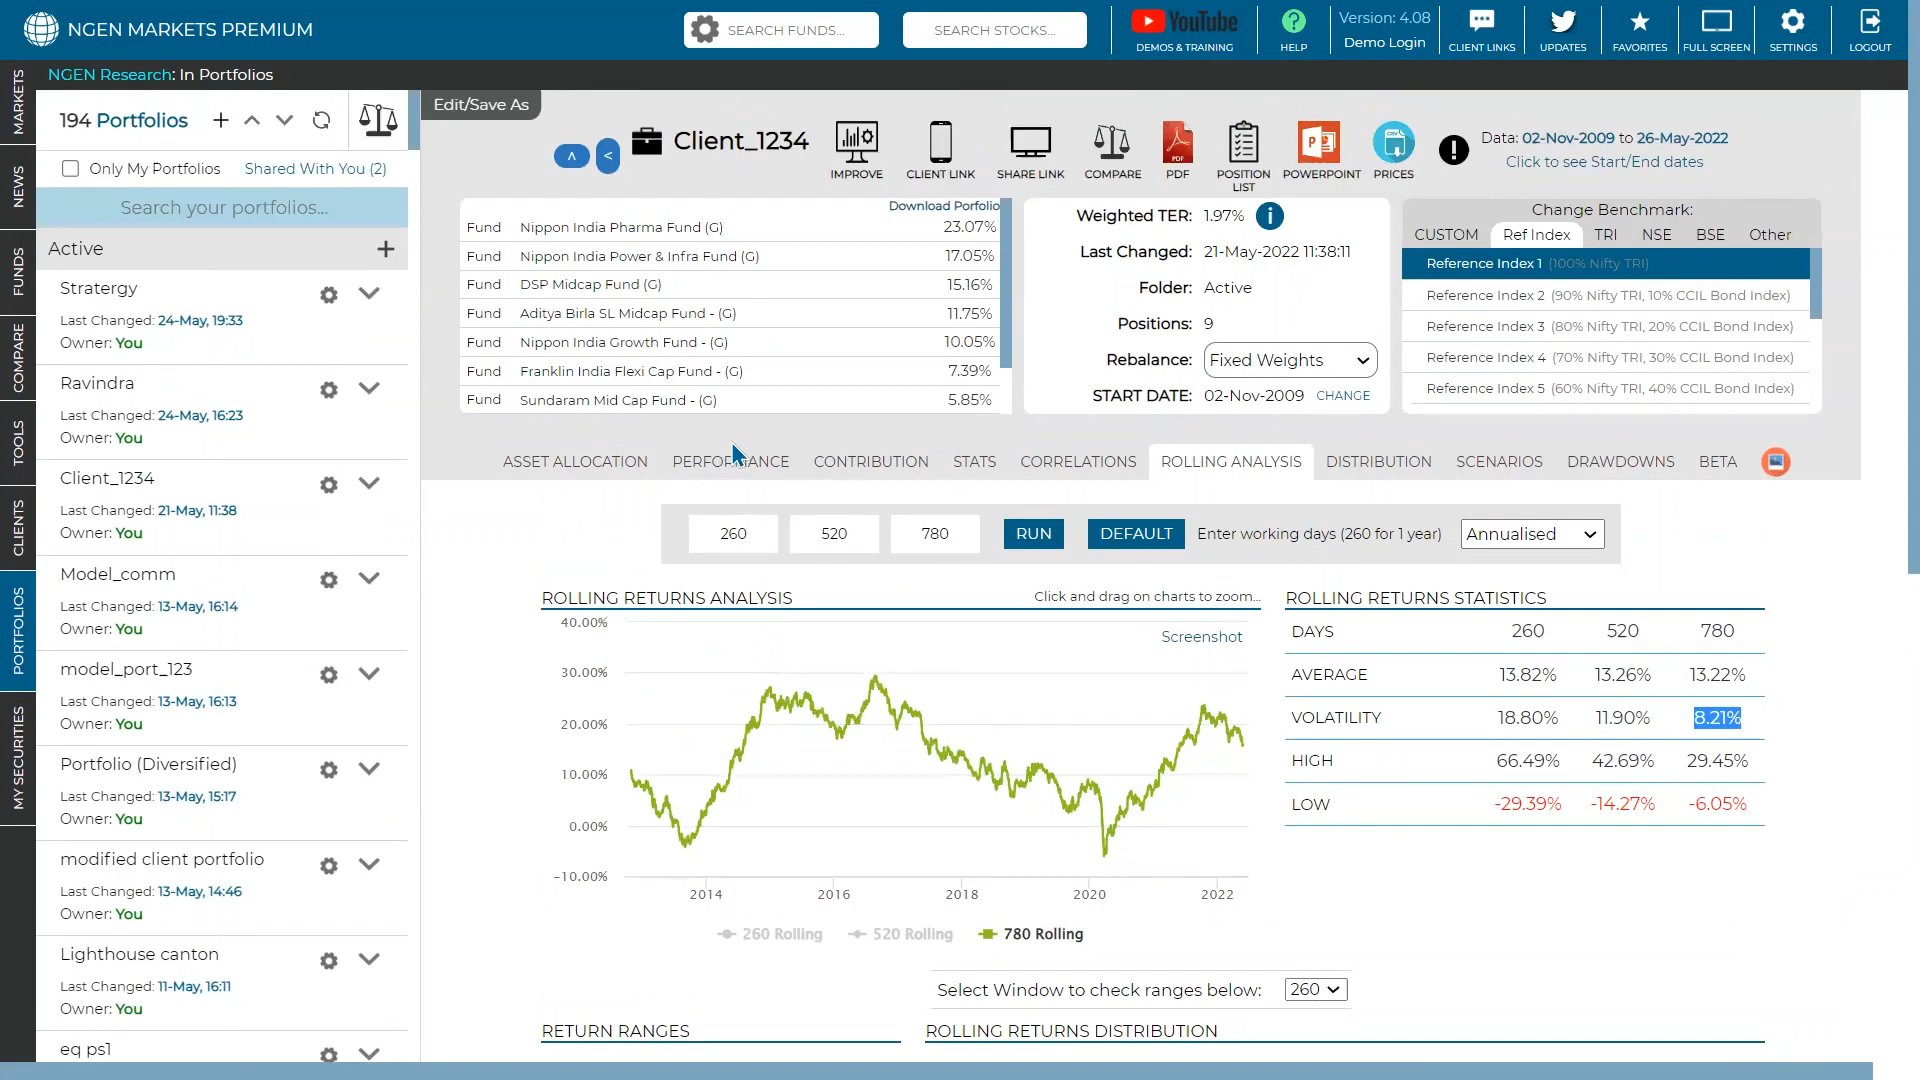 NGEN MARKETS PREMIUM
SEARCH FUNDS...
SEARCH STOCKS...
YouTube
DEMOS & TRAINING
HELP
Version: 4.08
Demo Login
CLIENT LINKS
UPDATES
FAVORITES
FULL SCREEN
SETTINGS
LOGOUT
NGEN Research: In Portfolios
MARKETS
NEWS
FUNDS
COMPARE
TOOLS
CLIENTS
PORTFOLIOS
MY SECURITIES
194 Portfolios
Only My Portfolios
Shared With You (2)
Search your porfolios...
Active
Stratergy
Last Changed: 24-May, 19:33
Owner: You
Ravindra
Last Changed: 24-May, 16:23
Owner: You
Client_1234
Last Changed: 21-May, 11:38
Owner: You
Model_comm
Last Changed: 13-May, 16:14
Owner: You
model_port_123
Last Changed: 13-May, 16:13
Owner: You
Portfolio (Diversified)
Last Changed: 13-May, 15:17
Owner: You
modified client portfolio
Last Changed: 13-May, 14:46
Owner: You
Lighthouse canton
Last Changed: 11-May, 16:11
Owner: You
eq ps1
Edit/Save As
Client_1234
IMPROVE
CLIENT LINK
SHARE LINK
COMPARE
PDF
PDF
POSITION LIST
POWERPOINT
CSV
PRICES
Data: 02-Nov-2009 to 26-May-2022
Click to see Start/End dates
Download Porfolio
Fund Nippon India Pharma Fund (G) 23.07%
Fund Nippon India Power & Infra Fund (G) 17.05%
Fund DSP Midcap Fund (G) 15.16%
Fund Aditya Birla SL Midcap Fund - (G) 11.75%
Fund Nippon India Growth Fund - (G) 10.05%
Fund Franklin India Flexi Cap Fund - (G) 7.39%
Fund Sundaram Mid Cap Fund - (G) 5.85%
Weighted TER: 1.97%
Last Changed: 21-May-2022 11:38:11
Folder: Active
Positions: 9
Rebalance: Fixed Weights
START DATE: 02-Nov-2009 CHANGE
Change Benchmark:
CUSTOM Ref Index TRI NSE BSE Other
Reference Index 1 (100% Nifty TRI)
Reference Index 2 (90% Nifty TRI, 10% CCIL Bond Index)
Reference Index 3 (80% Nifty TRI, 20% CCIL Bond Index)
Reference Index 4 (70% Nifty TRI, 30% CCIL Bond Index)
Reference Index 5 (60% Nifty TRI, 40% CCIL Bond Index)
ASSET ALLOCATION PERFORMANCE CONTRIBUTION STATS CORRELATIONS ROLLING ANALYSIS DISTRIBUTION SCENARIOS DRAWDOWNS BETA
260 520 780 RUN DEFAULT Enter working days (260 for 1 year) Annualised
ROLLING RETURNS ANALYSIS
Click and drag on charts to zoom...
Screenshot
40.00%
30.00%
20.00%
10.00%
0.00%
-10.00%
2014 2016 2018 2020 2022
260 Rolling 520 Rolling 780 Rolling
ROLLING RETURNS STATISTICS
DAYS 260 520 780
AVERAGE 13.82% 13.26% 13.22%
VOLATILITY 18.80% 11.90% 8.21%
HIGH 66.49% 42.69% 29.45%
LOW -29.39% -14.27% -6.05%
Select Window to check ranges below: 260
RETURN RANGES
ROLLING RETURNS DISTRIBUTION